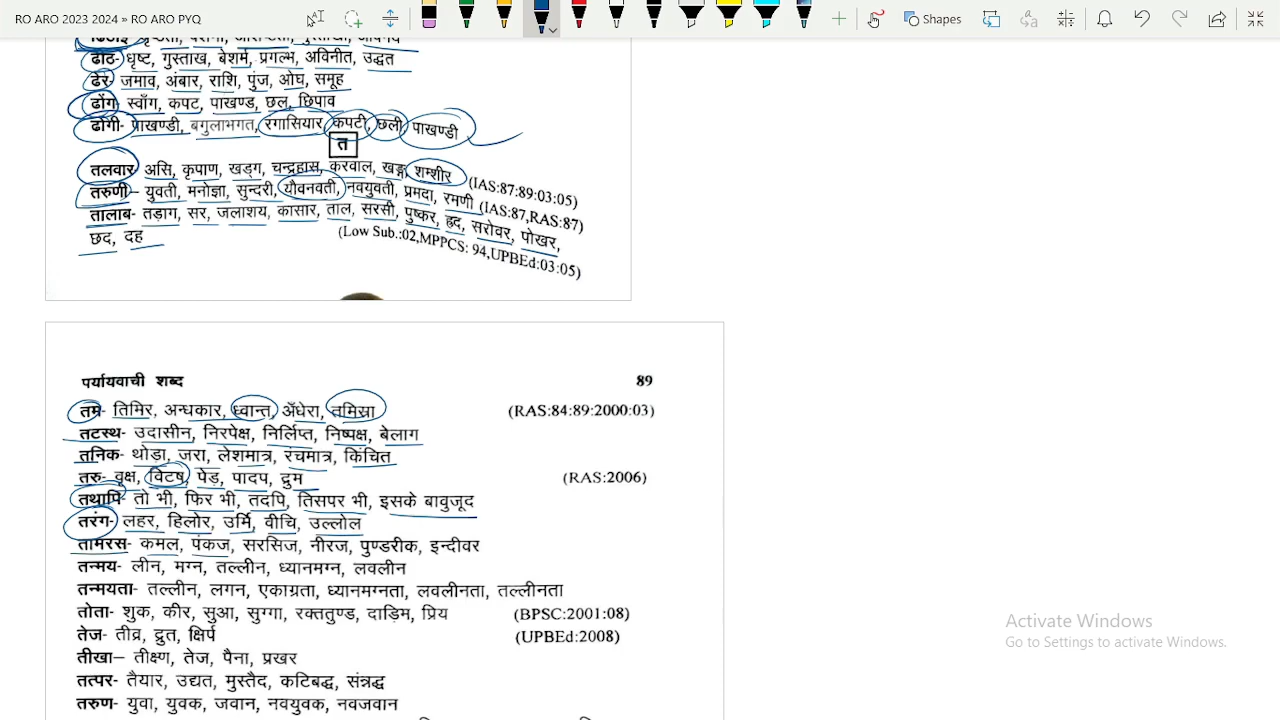 RO ARO 2023 2024 » RO ARO PYQ
Shapes
ढीठ- धृष्ट, गुस्ताख, बेशर्म, प्रगल्भ, अविनीत, उद्धत
ढेर- जमाव, अंबार, राशि, पुंज, ओघ, समूह
ढोंग- स्वाँग, कपट, पाखण्ड, छल, छिपाव
ढोंगी- पाखण्डी, बगुलाभगत, रगासियार, कपटी, छली, पाखण्डी
त
तलवार- असि, कृपाण, खड्ग, चन्द्रहास, करवाल, खङ्ग, शम्शीर (IAS:87:89:03:05)
तरुणी– युवती, मनोज्ञा, सुन्दरी, यौवनवती, नवयुवती, प्रमदा, रमणी (IAS:87,RAS:87)
तालाब- तड़ाग, सर, जलाशय, कासार, ताल, सरसी, पुष्कर, ह्रद, सरोवर, पोखर,
छद, दह (Low Sub.:02,MPPCS: 94,UPBEd:03:05)
पर्यायवाची शब्द 89
तम- तिमिर, अन्धकार, ध्वान्त, अँधेरा, तमिस्रा (RAS:84:89:2000:03)
तटस्थ- उदासीन, निरपेक्ष, निर्लिप्त, निष्पक्ष, बेलाग
तनिक- थोड़ा, जरा, लेशमात्र, रंचमात्र, किंचित
तरु- वृक्ष, विटप, पेड़, पादप, द्रुम (RAS:2006)
तथापि- तो भी, फिर भी, तदपि, तिसपर भी, इसके बावुजूद
तरंग- लहर, हिलोर, उर्मि, वीचि, उल्लोल
तामरस- कमल, पंकज, सरसिज, नीरज, पुण्डरीक, इन्दीवर
तन्मय- लीन, मग्न, तल्लीन, ध्यानमग्न, लवलीन
तन्मयता- तल्लीन, लगन, एकाग्रता, ध्यानमग्नता, लवलीनता, तल्लीनता
तोता- शुक, कीर, सुआ, सुग्गा, रक्ततुण्ड, दाड़िम, प्रिय (BPSC:2001:08)
तेज- तीव्र, द्रुत, क्षिर्प (UPBEd:2008)
तीखा– तीक्ष्ण, तेज, पैना, प्रखर
तत्पर- तैयार, उद्यत, मुस्तैद, कटिबद्ध, संन्नद्ध
तरुण- युवा, युवक, जवान, नवयुवक, नवजवान
Activate Windows
Go to Settings to activate Windows.